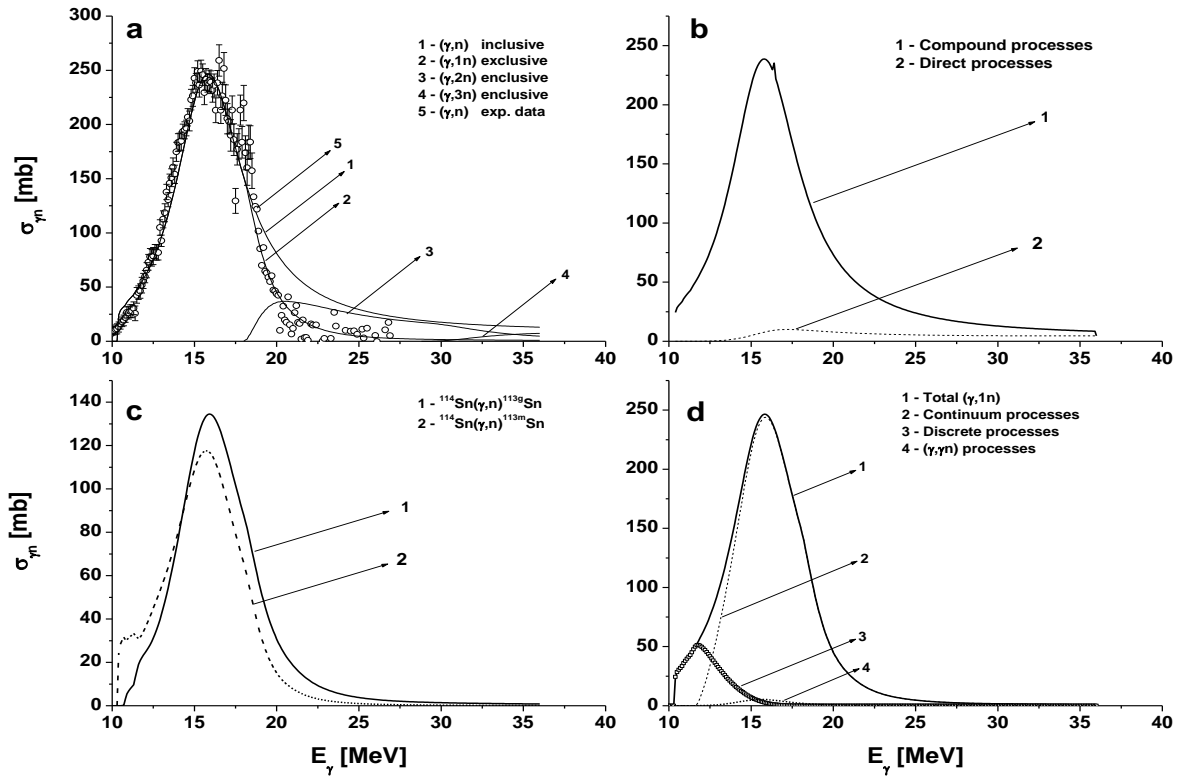 a
1 - (γ,n) inclusive
2 - (γ,1n) exclusive
3 - (γ,2n) enclusive
4 - (γ,3n) enclusive
5 - (γ,n) exp. data
300
250
200
150
100
50
0
10 15 20 25 30 35 40
σγn [mb]
5
1
2
3
4
b
1 - Compound processes
2 - Direct processes
250
200
150
100
50
0
10 15 20 25 30 35 40
1
2
c
1 - ¹¹⁴Sn(γ,n)¹¹³ᵍSn
2 - ¹¹⁴Sn(γ,n)¹¹³ᵐSn
140
120
100
80
60
40
20
0
10 15 20 25 30 35 40
σγn [mb]
Eγ [MeV]
1
2
d
1 - Total (γ,1n)
2 - Continuum processes
3 - Discrete processes
4 - (γ,γn) processes
250
200
150
100
50
0
10 15 20 25 30 35 40
Eγ [MeV]
1
2
3
4